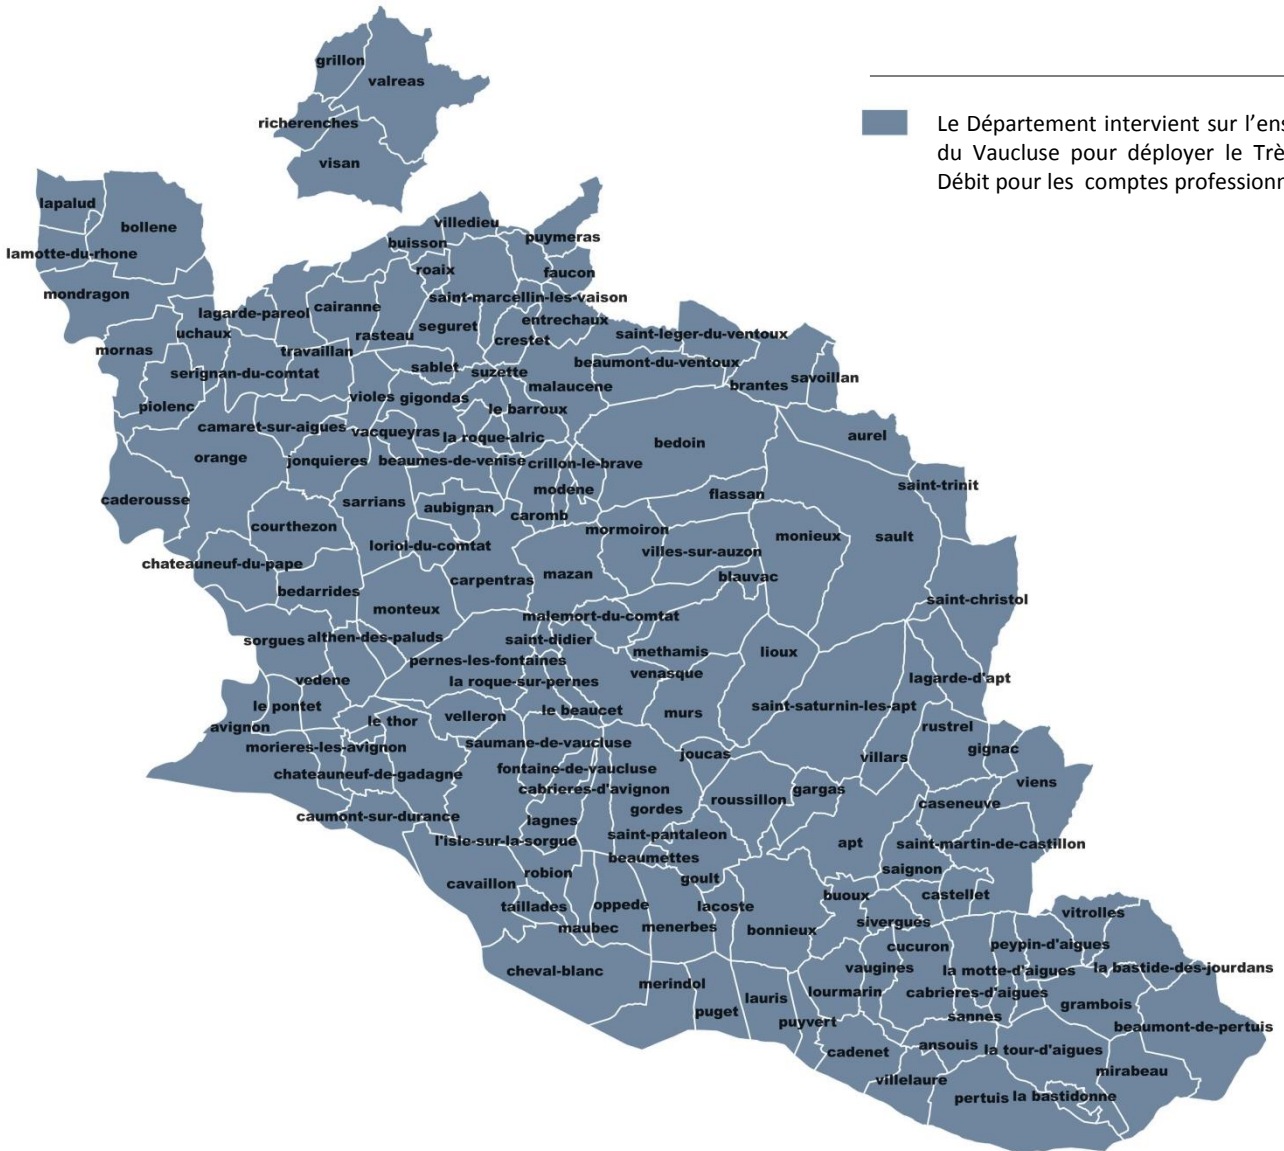 grillon
valreas
richerenches
visan
Le Département intervient sur l'ens
du Vaucluse pour déployer le Trè
Débit pour les comptes professionn
lapalud
bollene
lamotte-du-rhone
mondragon
villedieu
buisson
puymeras
roaix
faucon
saint-marcellin-les-vaison
lagarde-pareol
cairanne
uchaux
rasteau
seguret
entrechaux
crestet
saint-leger-du-ventoux
mornas
travaillan
serignan-du-comtat
sablet
suzette
beaumont-du-ventoux
malaucene
brantes
savoillan
piolenc
violes
gigondas
le barroux
camaret-sur-aigues
vacqueyras
la roque-alric
bedoin
aurel
orange
jonquieres
beaumes-de-venise
crillon-le-brave
saint-trinit
caderousse
sarrians
aubignan
modene
flassan
caromb
courthezon
mormoiron
monieux
sault
loriol-du-comtat
villes-sur-auzon
chateauneuf-du-pape
carpentras
mazan
blauvac
bedarrides
monteux
saint-christol
malemort-du-comtat
sorgues
althen-des-paluds
saint-didier
methamis
lioux
pernes-les-fontaines
venasque
lagarde-d'apt
vedene
la roque-sur-pernes
le pontet
saint-saturnin-les-apt
avignon
le thor
velleron
le beaucet
murs
rustrel
morieres-les-avignon
saumane-de-vaucluse
joucas
villars
gignac
chateauneuf-de-gadagne
fontaine-de-vaucluse
viens
cabrieres-d'avignon
gargas
roussillon
caseneuve
gordes
caumont-sur-durance
lagnes
saint-pantaleon
l'isle-sur-la-sorgue
apt
saint-martin-de-castillon
beaumettes
robion
saignon
goult
cavaillon
buoux
castellet
taillades
oppede
lacoste
vitrolles
maubec
menerbes
bonnieux
sivergues
cucuron
peypin-d'aigues
cheval-blanc
vaugines
la motte-d'aigues
la bastide-des-jourdans
merindol
lourmarin
cabrieres-d'aigues
lauris
grambois
puget
puyvert
sannes
beaumont-de-pertuis
ansouis
cadenet
la tour-d'aigues
mirabeau
villelaure
pertuis
la bastidonne